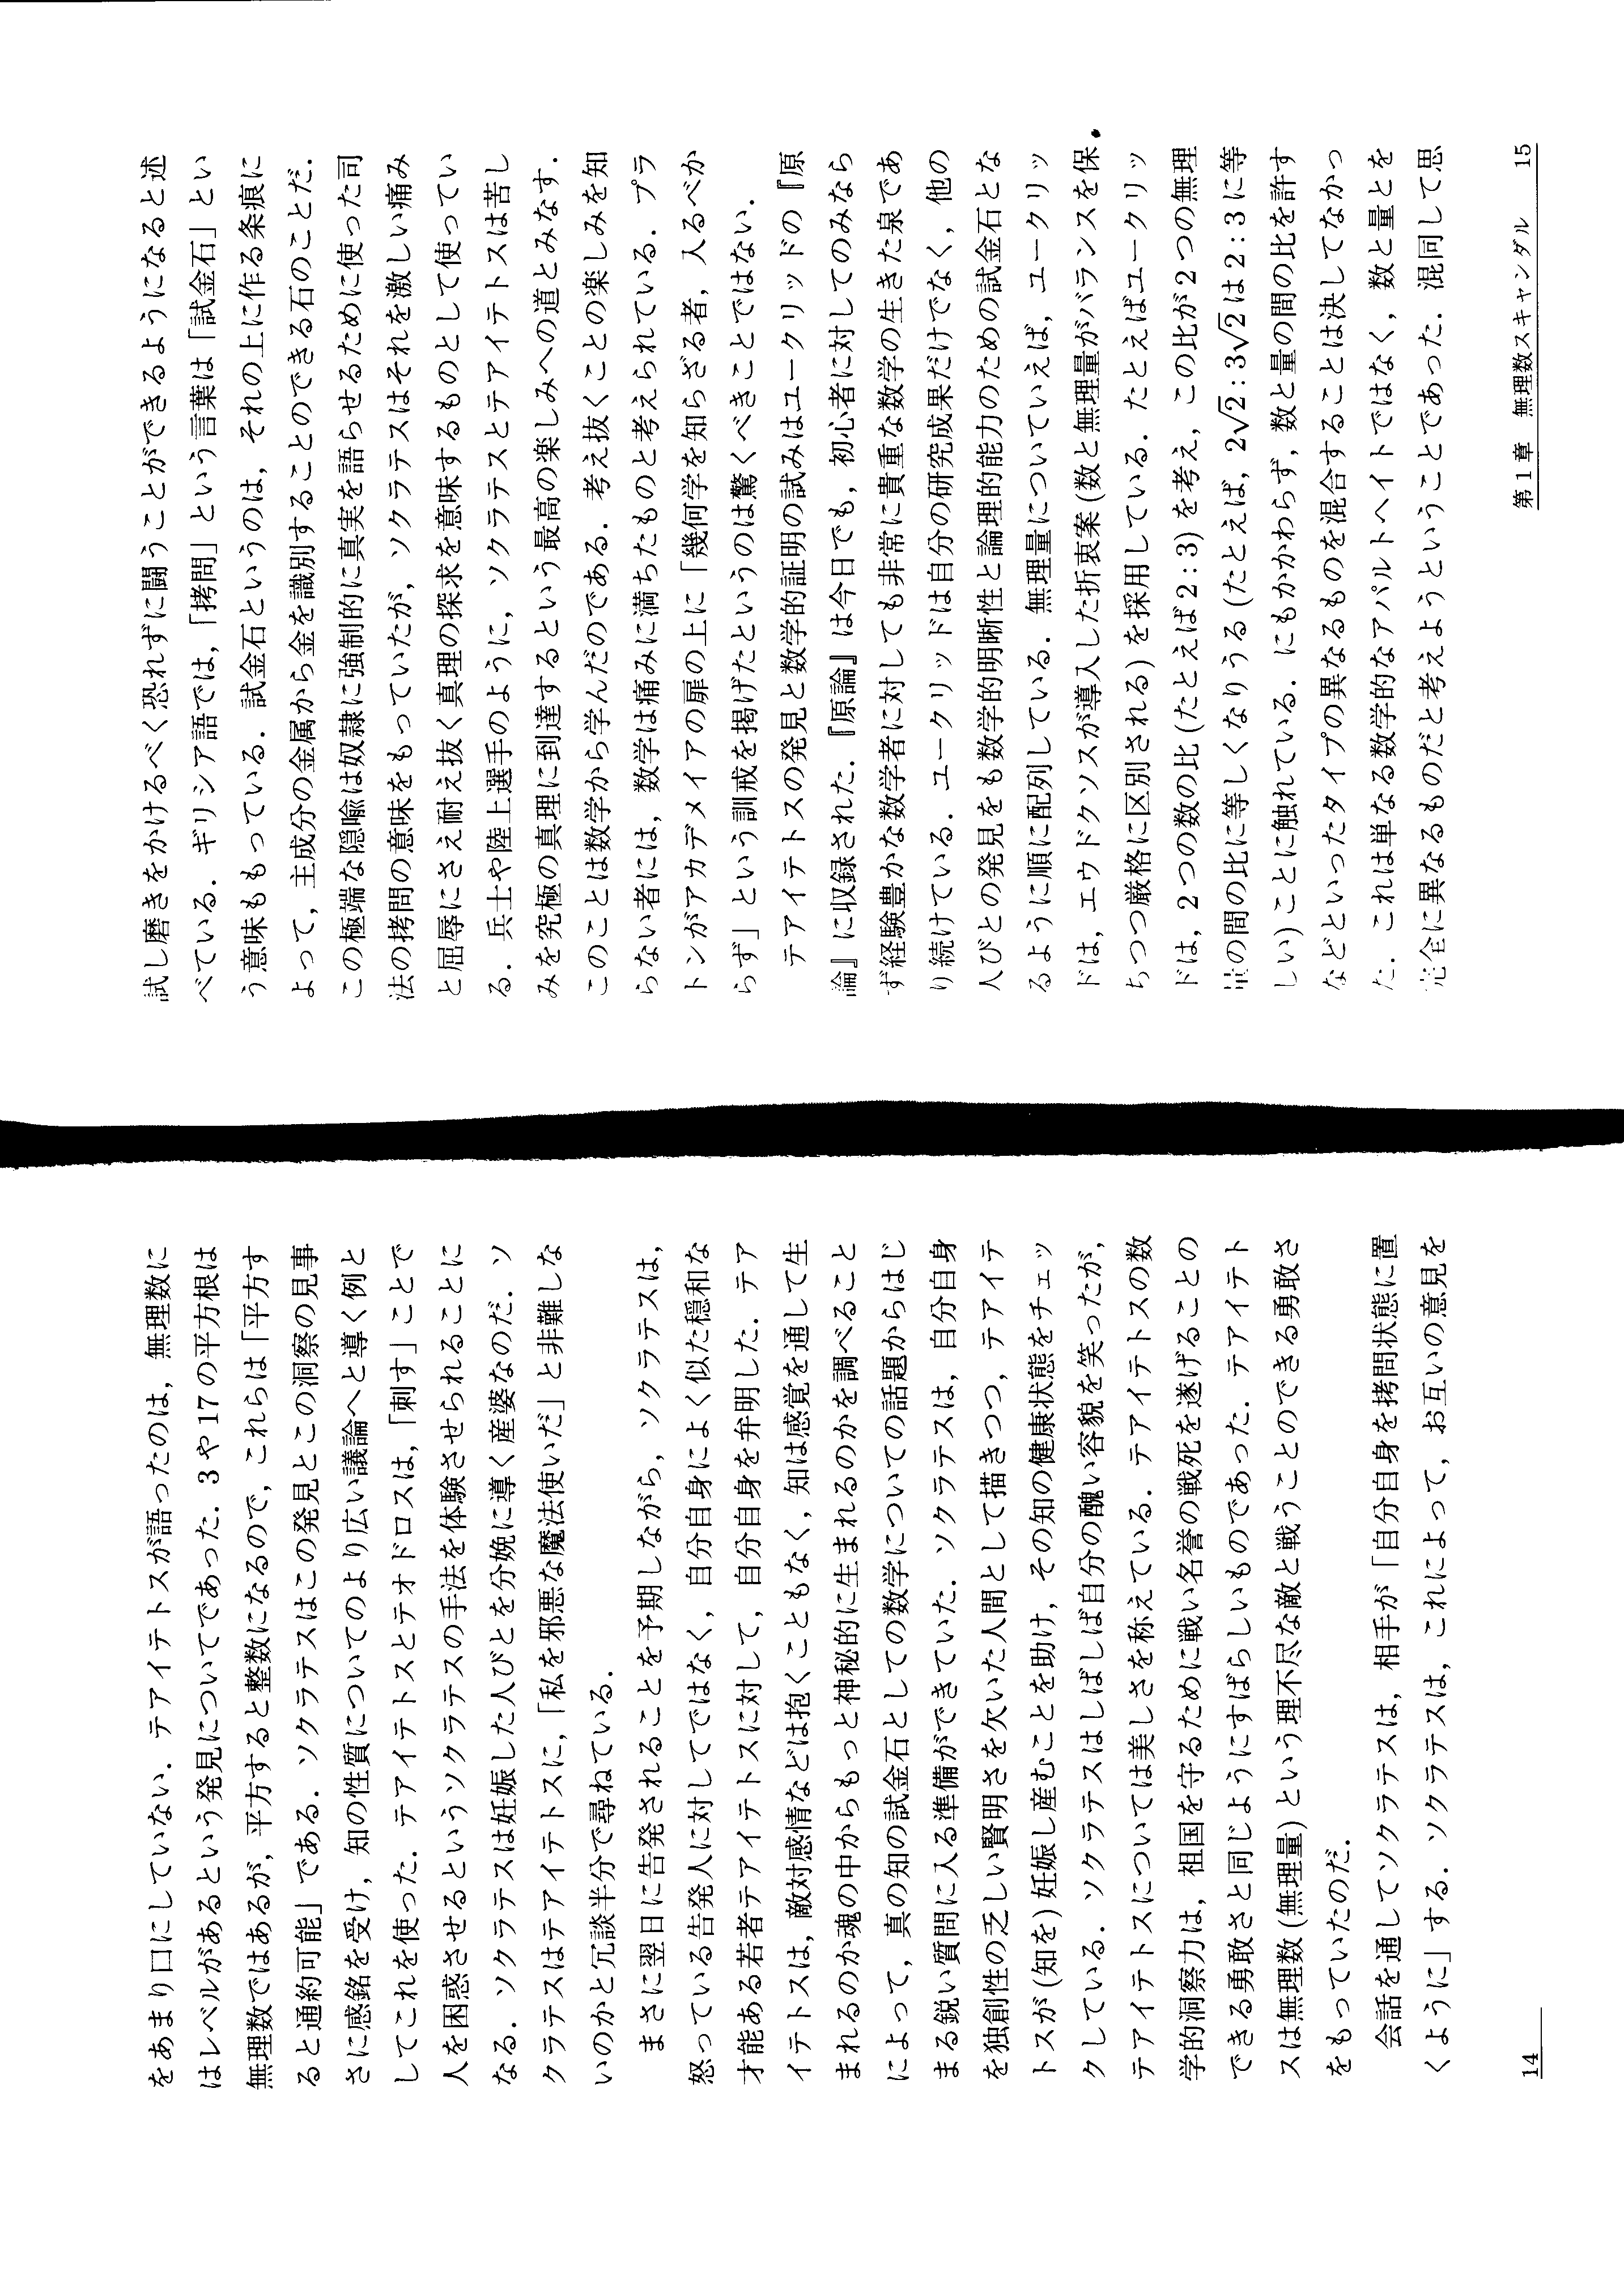 をあまり口にしていない．テアイテトスが語ったのは，無理数に
はレベルがあるという発見についてであった．3や17の平方根は
無理数ではあるが，平方すると整数になるので，これらは「平方す
ると通約可能」である．ソクラテスはこの発見とこの洞察の見事
さに感銘を受け，知の性質についてのより広い議論へと導く例と
してこれを使った．テアイテトスとテオドロスは，「刺す」ことで
人を困惑させるというソクラテスの手法を体験させられることに
なる．ソクラテスは妊娠した人びとを分娩に導く産婆なのだ．ソ
クラテスはテアイテトスに，「私を邪悪な魔法使いだ」と非難しな
いのかと冗談半分で尋ねている．
まさに翌日に告発されることを予期しながら，ソクラテスは，
怒っている告発人に対してではなく，自分自身によく似た穏和な
才能ある若者テアイテトスに対して，自分自身を弁明した．テア
イテトスは，敵対感情などは抱くこともなく，知は感覚を通して生
まれるのか魂の中からもっと神秘的に生まれるのかを調べること
によって，真の知の試金石としての数学についての話題からはじ
まる鋭い質問に入る準備ができていた．ソクラテスは，自分自身
を独創性の乏しい賢明さを欠いた人間として描きつつ，テアイテ
トスが（知を）妊娠し産むことを助け，その知の健康状態をチェッ
クしている．ソクラテスはしばしば自分の醜い容貌を笑ったが，
テアイテトスについては美しさを称えている．テアイテトスの数
学的洞察力は，祖国を守るために戦い名誉の戦死を遂げることの
できる勇敢さと同じようにすばらしいものであった．テアイテト
スは無理数（無理量）という理不尽な敵と戦うことのできる勇敢さ
をもっていたのだ．
会話を通してソクラテスは，相手が「自分自身を拷問状態に置
くように」する．ソクラテスは，これによって，お互いの意見を
14
試し磨きをかけるべく恐れずに闘うことができるようになると述
べている．ギリシア語では，「拷問」という言葉は「試金石」とい
う意味ももっている．試金石というのは，それの上に作る条痕に
よって，主成分の金属から金を識別することのできる石のことだ．
この極端な隠喩は奴隷に強制的に真実を語らせるために使った司
法の拷問の意味をもっていたが，ソクラテスはそれを激しい痛み
と屈辱にさえ耐え抜く真理の探求を意味するものとして使ってい
る．兵士や陸上選手のように，ソクラテスとテアイテトスは苦し
みを究極の真理に到達するという最高の楽しみへの道とみなす．
このことは数学から学んだのである．考え抜くことの楽しみを知
らない者には，数学は痛みに満ちたものと考えられている．プラ
トンがアカデメイアの扉の上に「幾何学を知らざる者，入るべか
らず」という訓戒を掲げたというのは驚くべきことではない．
テアイテトスの発見と数学的証明の試みはユークリッドの『原
論』に収録された．『原論』は今日でも，初心者に対してのみなら
ず経験豊かな数学者に対しても非常に貴重な数学の生きた泉であ
り続けている．ユークリッドは自分の研究成果だけでなく，他の
人びとの発見をも数学的明晰性と論理的能力のための試金石とな
るように順に配列している．無理量についていえば，ユークリッ
ドは，エウドクソスが導入した折衷案（数と無理量がバランスを保
ちつつ厳格に区別される）を採用している．たとえばユークリッ
ドは，2つの数の比（たとえば2:3）を考え，この比が2つの無理
量の間の比に等しくなりうる（たとえば，2√2:3√2は2:3に等
しい）ことに触れている．にもかかわらず，数と量の間の比を許す
などといったタイプの異なるものを混合することは決してなかっ
た．これは単なる数学的なアパルトヘイトではなく，数と量とを
完全に異なるものだと考えようということであった．混同して思
第1章 無理数スキャンダル 15